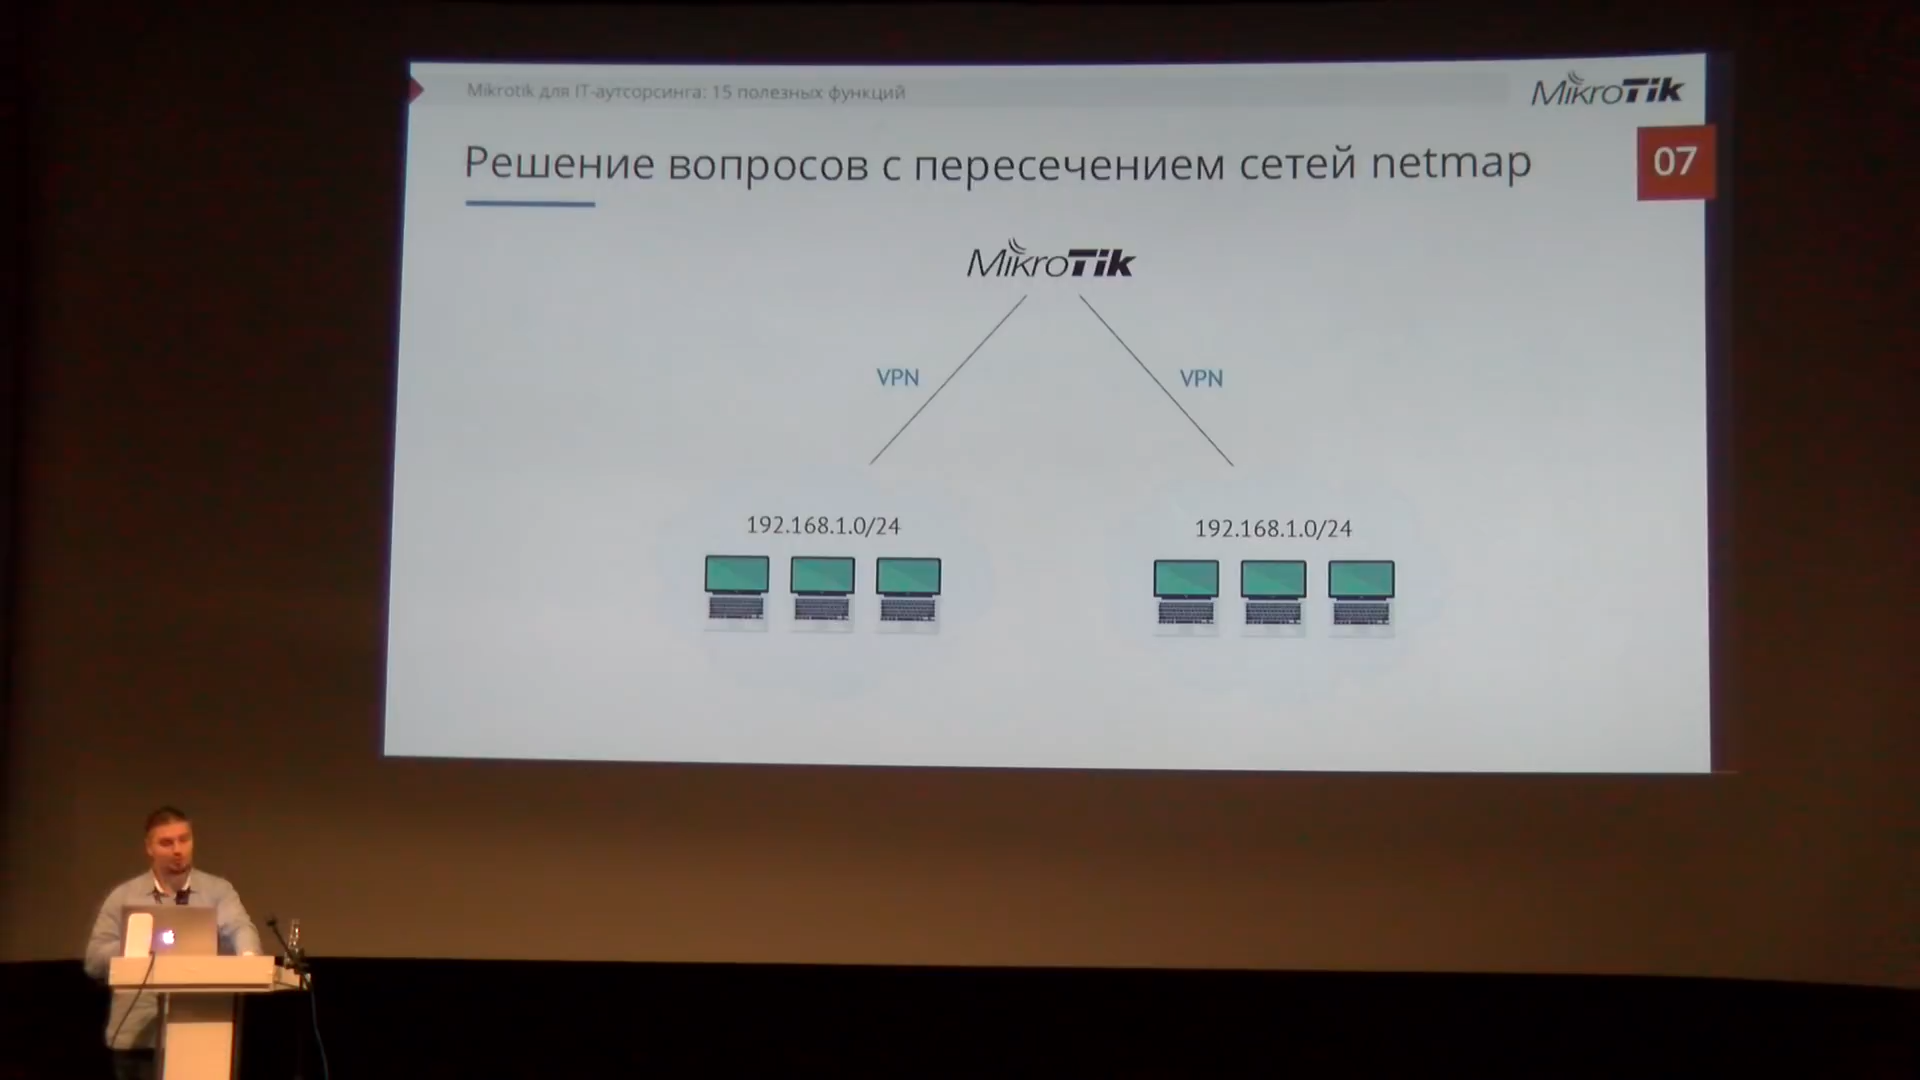 Mikrotik для IT-аутсорсинга: 15 полезных функций
MikroTik
Решение вопросов с пересечением сетей netmap
07
MikroTik
VPN
VPN
192.168.1.0/24
192.168.1.0/24